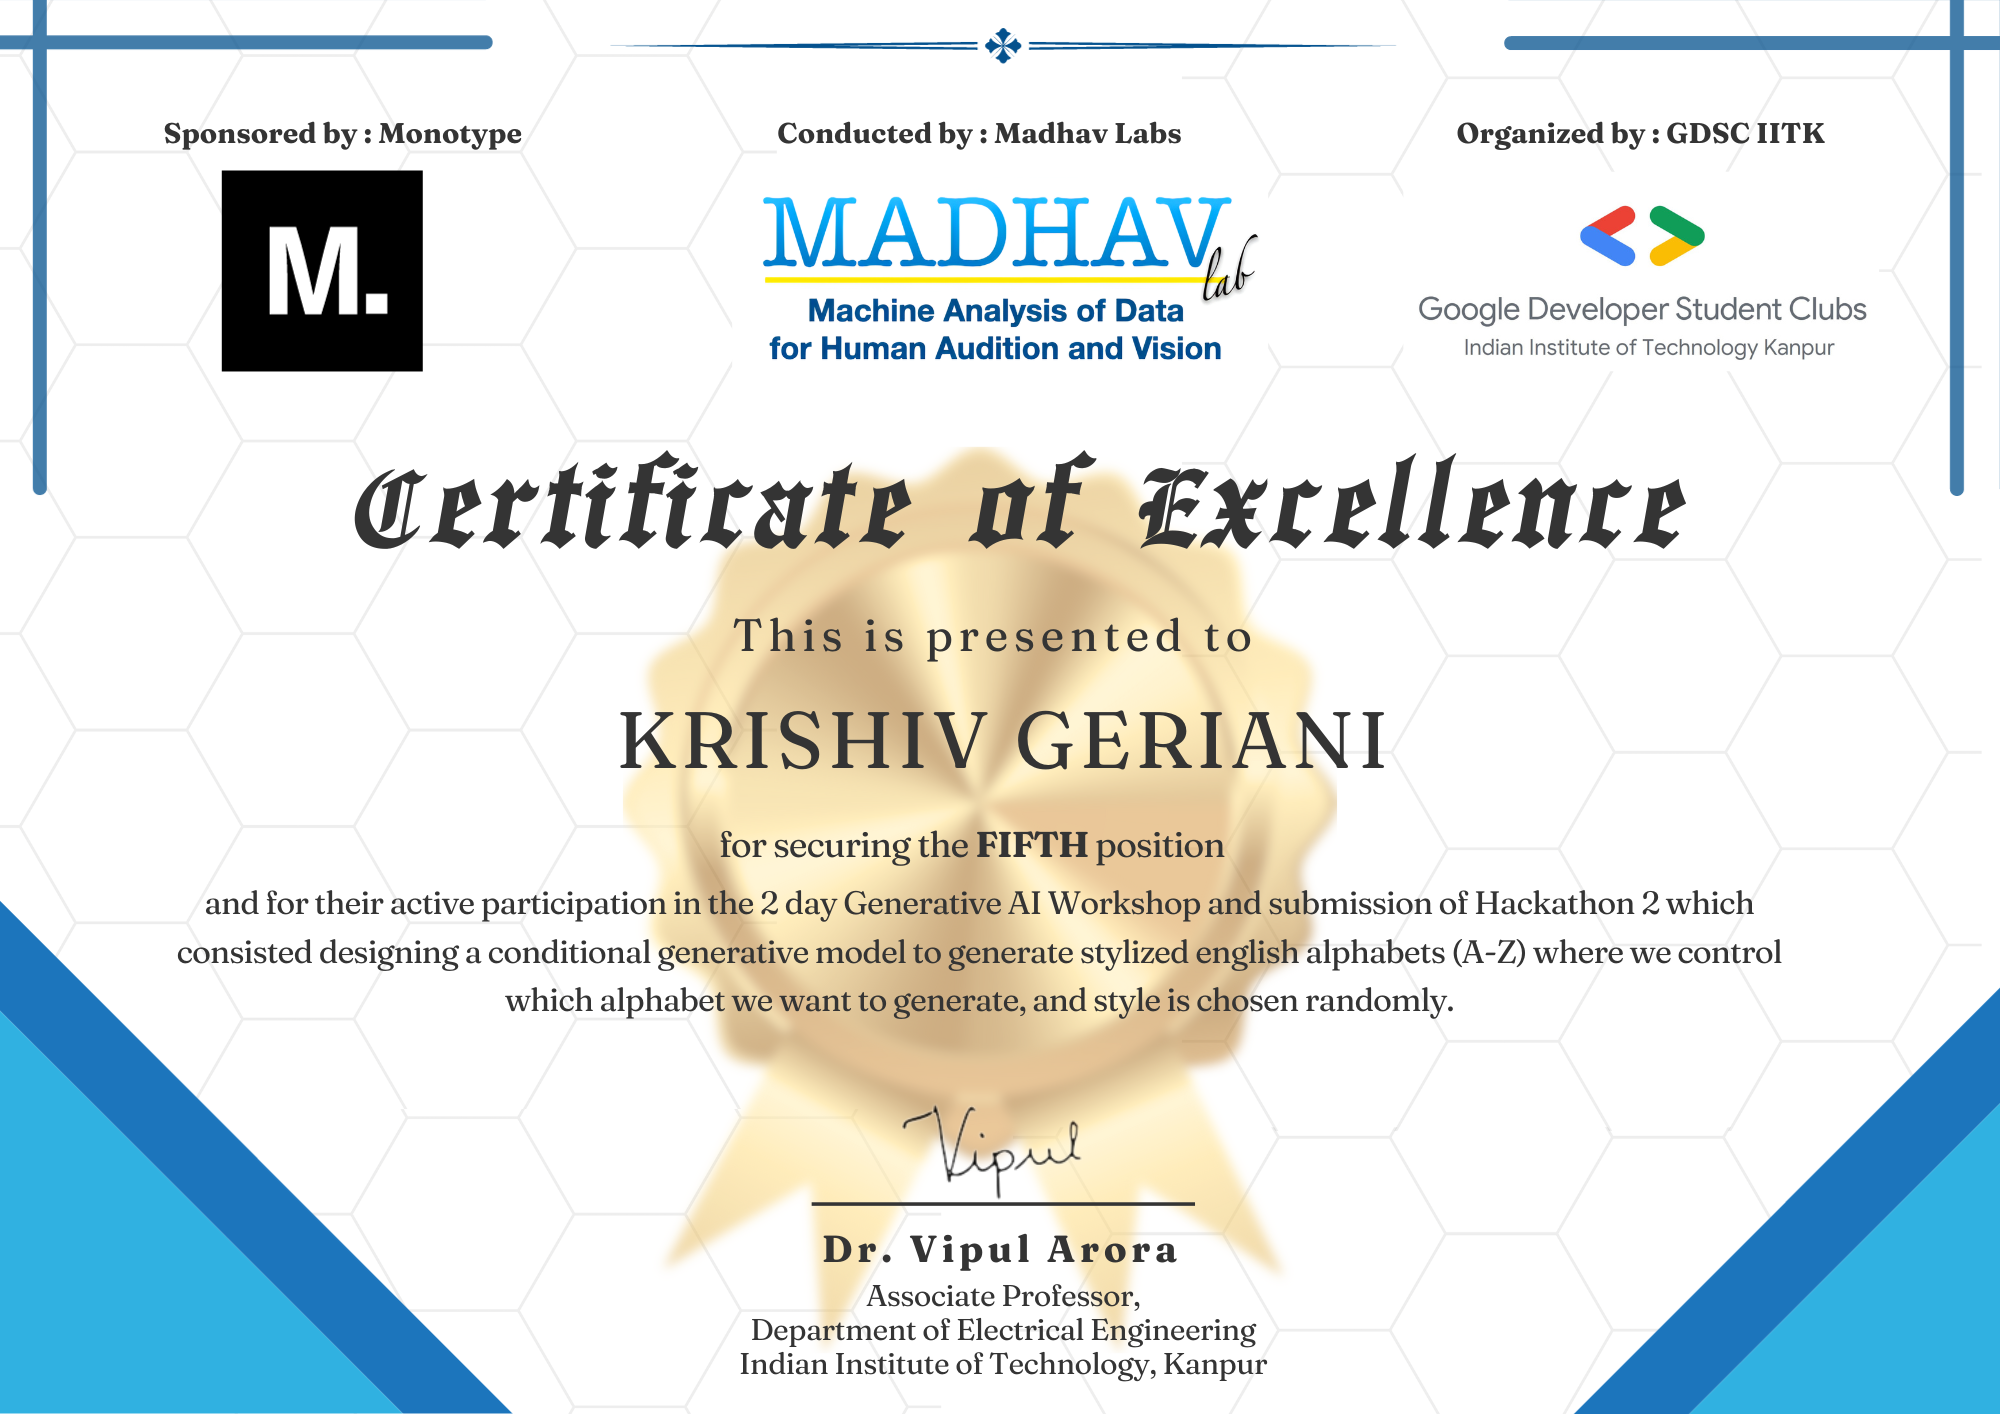 Sponsored by : Monotype
Conducted by : Madhav Labs
Organized by : GDSC IITK
M.
MADHAV
lab
Machine Analysis of Data
for Human Audition and Vision
Google Developer Student Clubs
Indian Institute of Technology Kanpur
Certificate of Excellence
This is presented to
KRISHIV GERIANI
for securing the FIFTH position
and for their active participation in the 2 day Generative AI Workshop and submission of Hackathon 2 which
consisted designing a conditional generative model to generate stylized english alphabets (A-Z) where we control
which alphabet we want to generate, and style is chosen randomly.
Vipul
Dr. Vipul Arora
Associate Professor,
Department of Electrical Engineering
Indian Institute of Technology, Kanpur